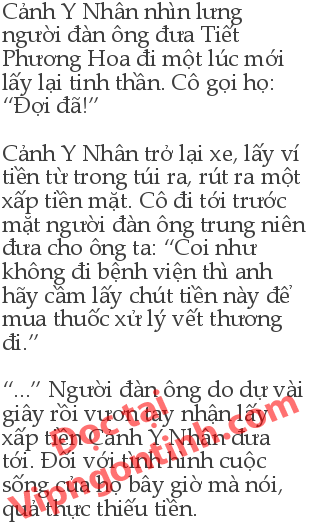 Cảnh Y Nhân nhìn lưng
người đàn ông đưa Tiết
Phương Hoa đi một lúc mới
lấy lại tinh thần. Cô gọi họ:
“Đợi đã!”
Cảnh Y Nhân trở lại xe, lấy ví
tiền từ trong túi ra, rút ra một
xấp tiền mặt. Cô đi tới trước
mặt người đàn ông trung niên
đưa cho ông ta: “Coi như
không đi bệnh viện thì anh
hãy cầm lấy chút tiền này để
mua thuốc xử lý vết thương
đi.”
“...” Người đàn ông do dự vài
giây rồi vươn tay nhận lấy
xấp tiền Cảnh Y Nhân đưa
tới. Đối với tình hình cuộc
sống của họ bây giờ mà nói,
quả thực thiếu tiền.
Đọc tại
Vipngontinh.com